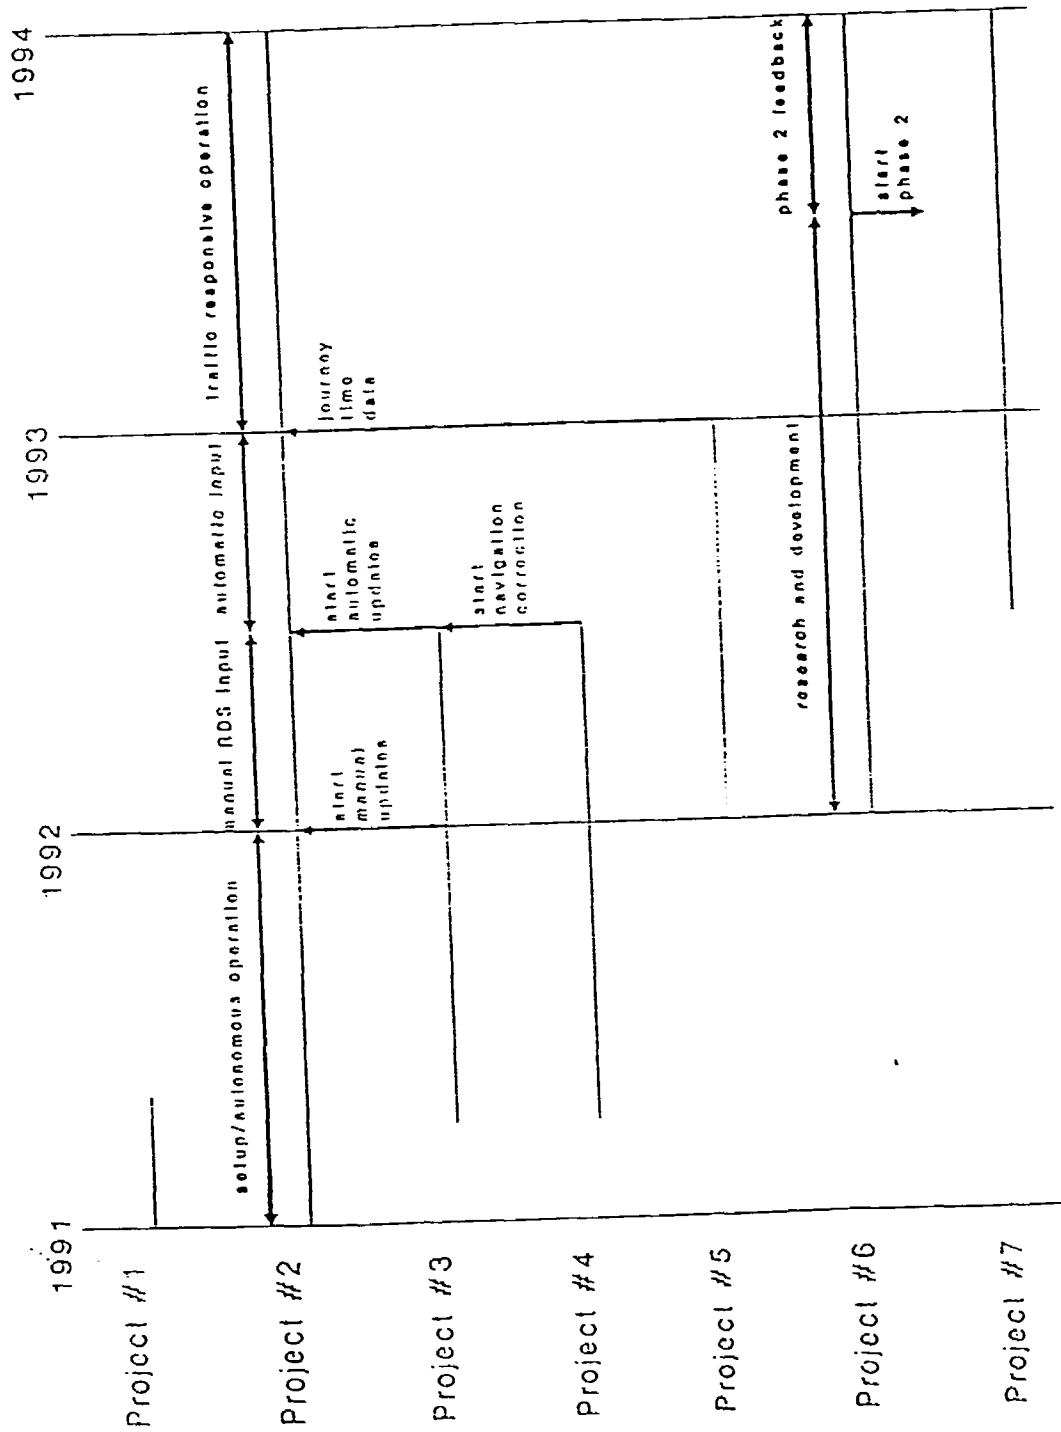 1991
1992
1993
1994
Project #1
setup/autonomous operation
manual RDS input
automatic input
traffic responsive operation
Project #2
start
manual
updates
start
automatic
updates
journey
time
data
Project #3
start
navigation
correction
Project #4
Project #5
research and development
phase 2 feedback
Project #6
start
phase 2
Project #7